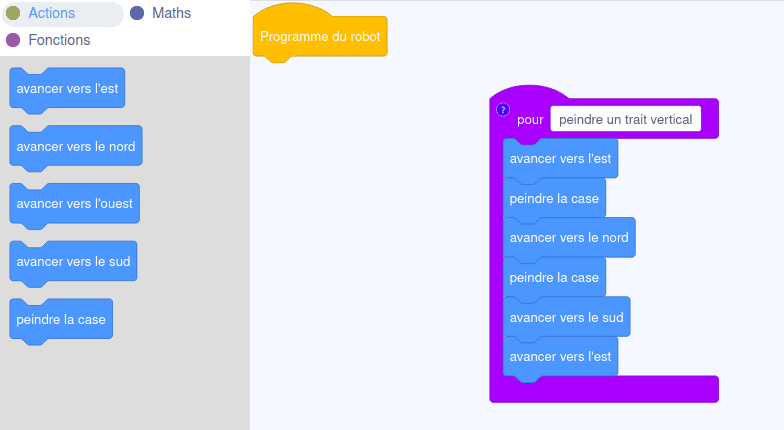 Actions
Maths
Fonctions
avancer vers l'est
avancer vers le nord
avancer vers l'ouest
avancer vers le sud
peindre la case
Programme du robot
?
pour peindre un trait vertical
avancer vers l'est
peindre la case
avancer vers le nord
peindre la case
avancer vers le sud
avancer vers l'est